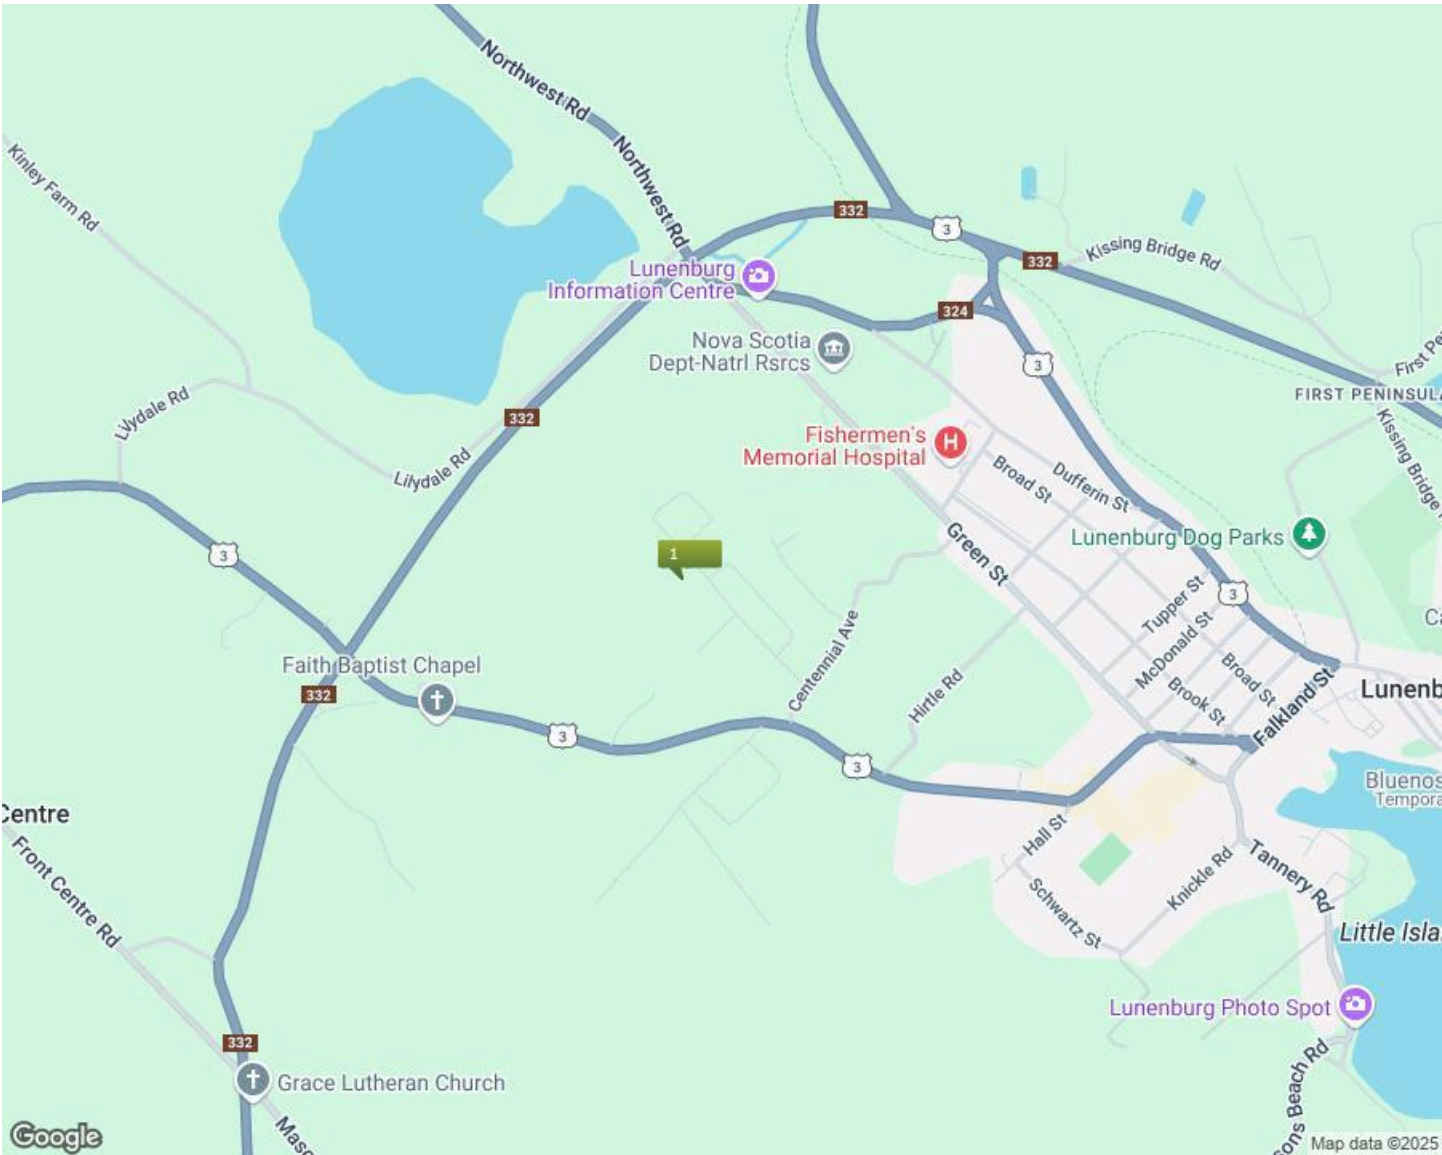 Northwest Rd
Northwest Rd
Kinley Farm Rd
332
3
332
Kissing Bridge Rd
Lunenburg
Information Centre
324
Nova Scotia
Dept-Natrl Rsrcs
3
First Pe
FIRST PENINSULA
Lilydale Rd
332
Kissing Bridge
Fishermen's
Memorial Hospital
Lilydale Rd
Broad St
Dufferin St
Lunenburg Dog Parks
Green St
3
1
3
Tupper St
McDonald St
Ca
Centennial Ave
Faith Baptist Chapel
332
Hirtle Rd
Broad St
Brook St
Falkland St
Lunenb
3
3
Bluenos
Tempora
Centre
Front Centre Rd
Hall St
Schwartz St
Knickle Rd
Tannery Rd
Little Isla
Lunenburg Photo Spot
332
Grace Lutheran Church
Masc
sons Beach Rd
Google
Map data ©2025